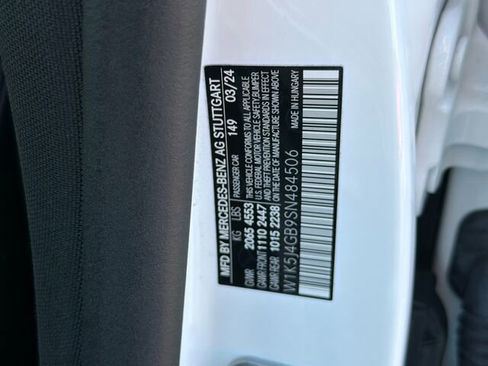 MFD BY MERCEDES-BENZ AG STUTTGART
PASSENGER CAR 149 03/24
KG LBS
GVWR 2065 4553
GAWR FRONT 1110 2447
GAWR REAR 1015 2238
THIS VEHICLE CONFORMS TO ALL APPLICABLE
U.S. FEDERAL MOTOR VEHICLE SAFETY, BUMPER
AND THEFT PREVENTION STANDARDS IN EFFECT
ON THE DATE OF MANUFACTURE SHOWN ABOVE
W1K5J4GB9SN484506
MADE IN HUNGARY